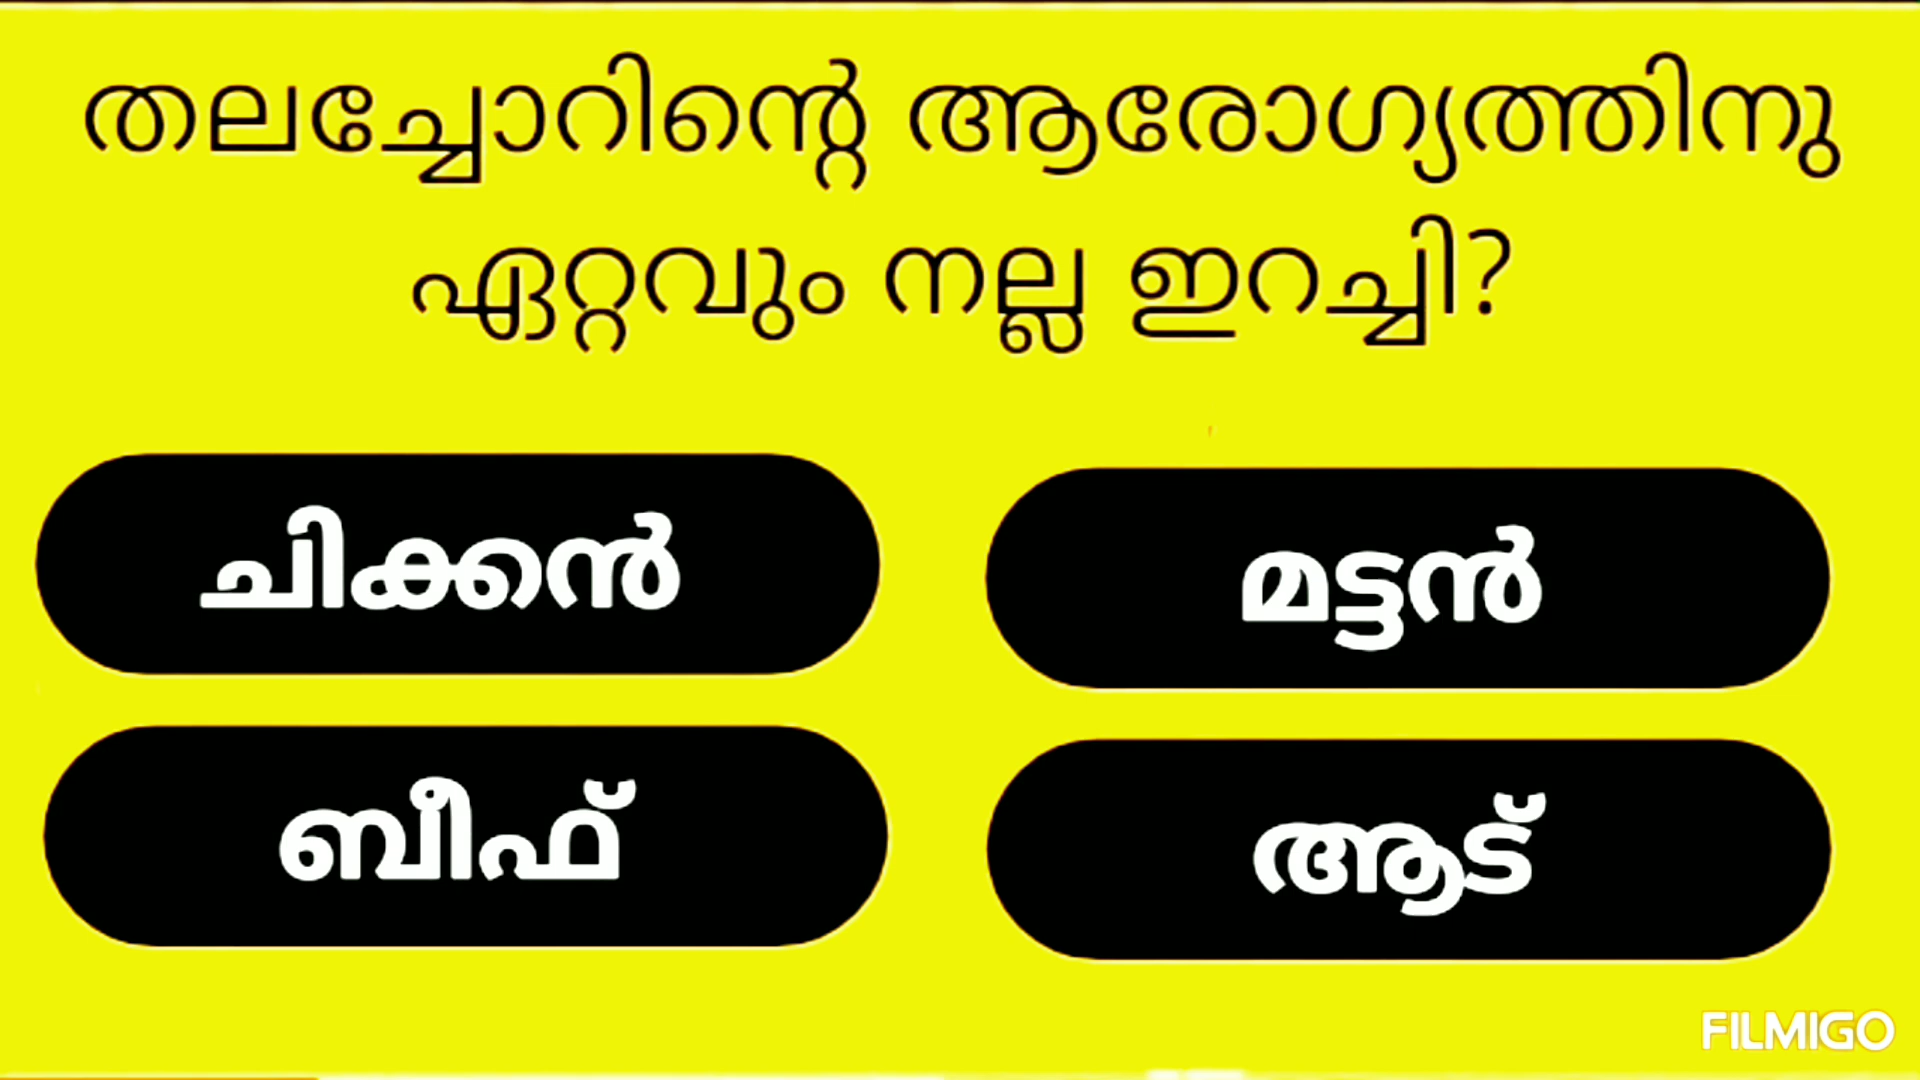 തലച്ചോറിന്റെ ആരോഗ്യത്തിനു
ഏറ്റവും നല്ല ഇറച്ചി?
ചിക്കൻ
മട്ടൻ
ബീഫ്
ആട്
FILMIGO